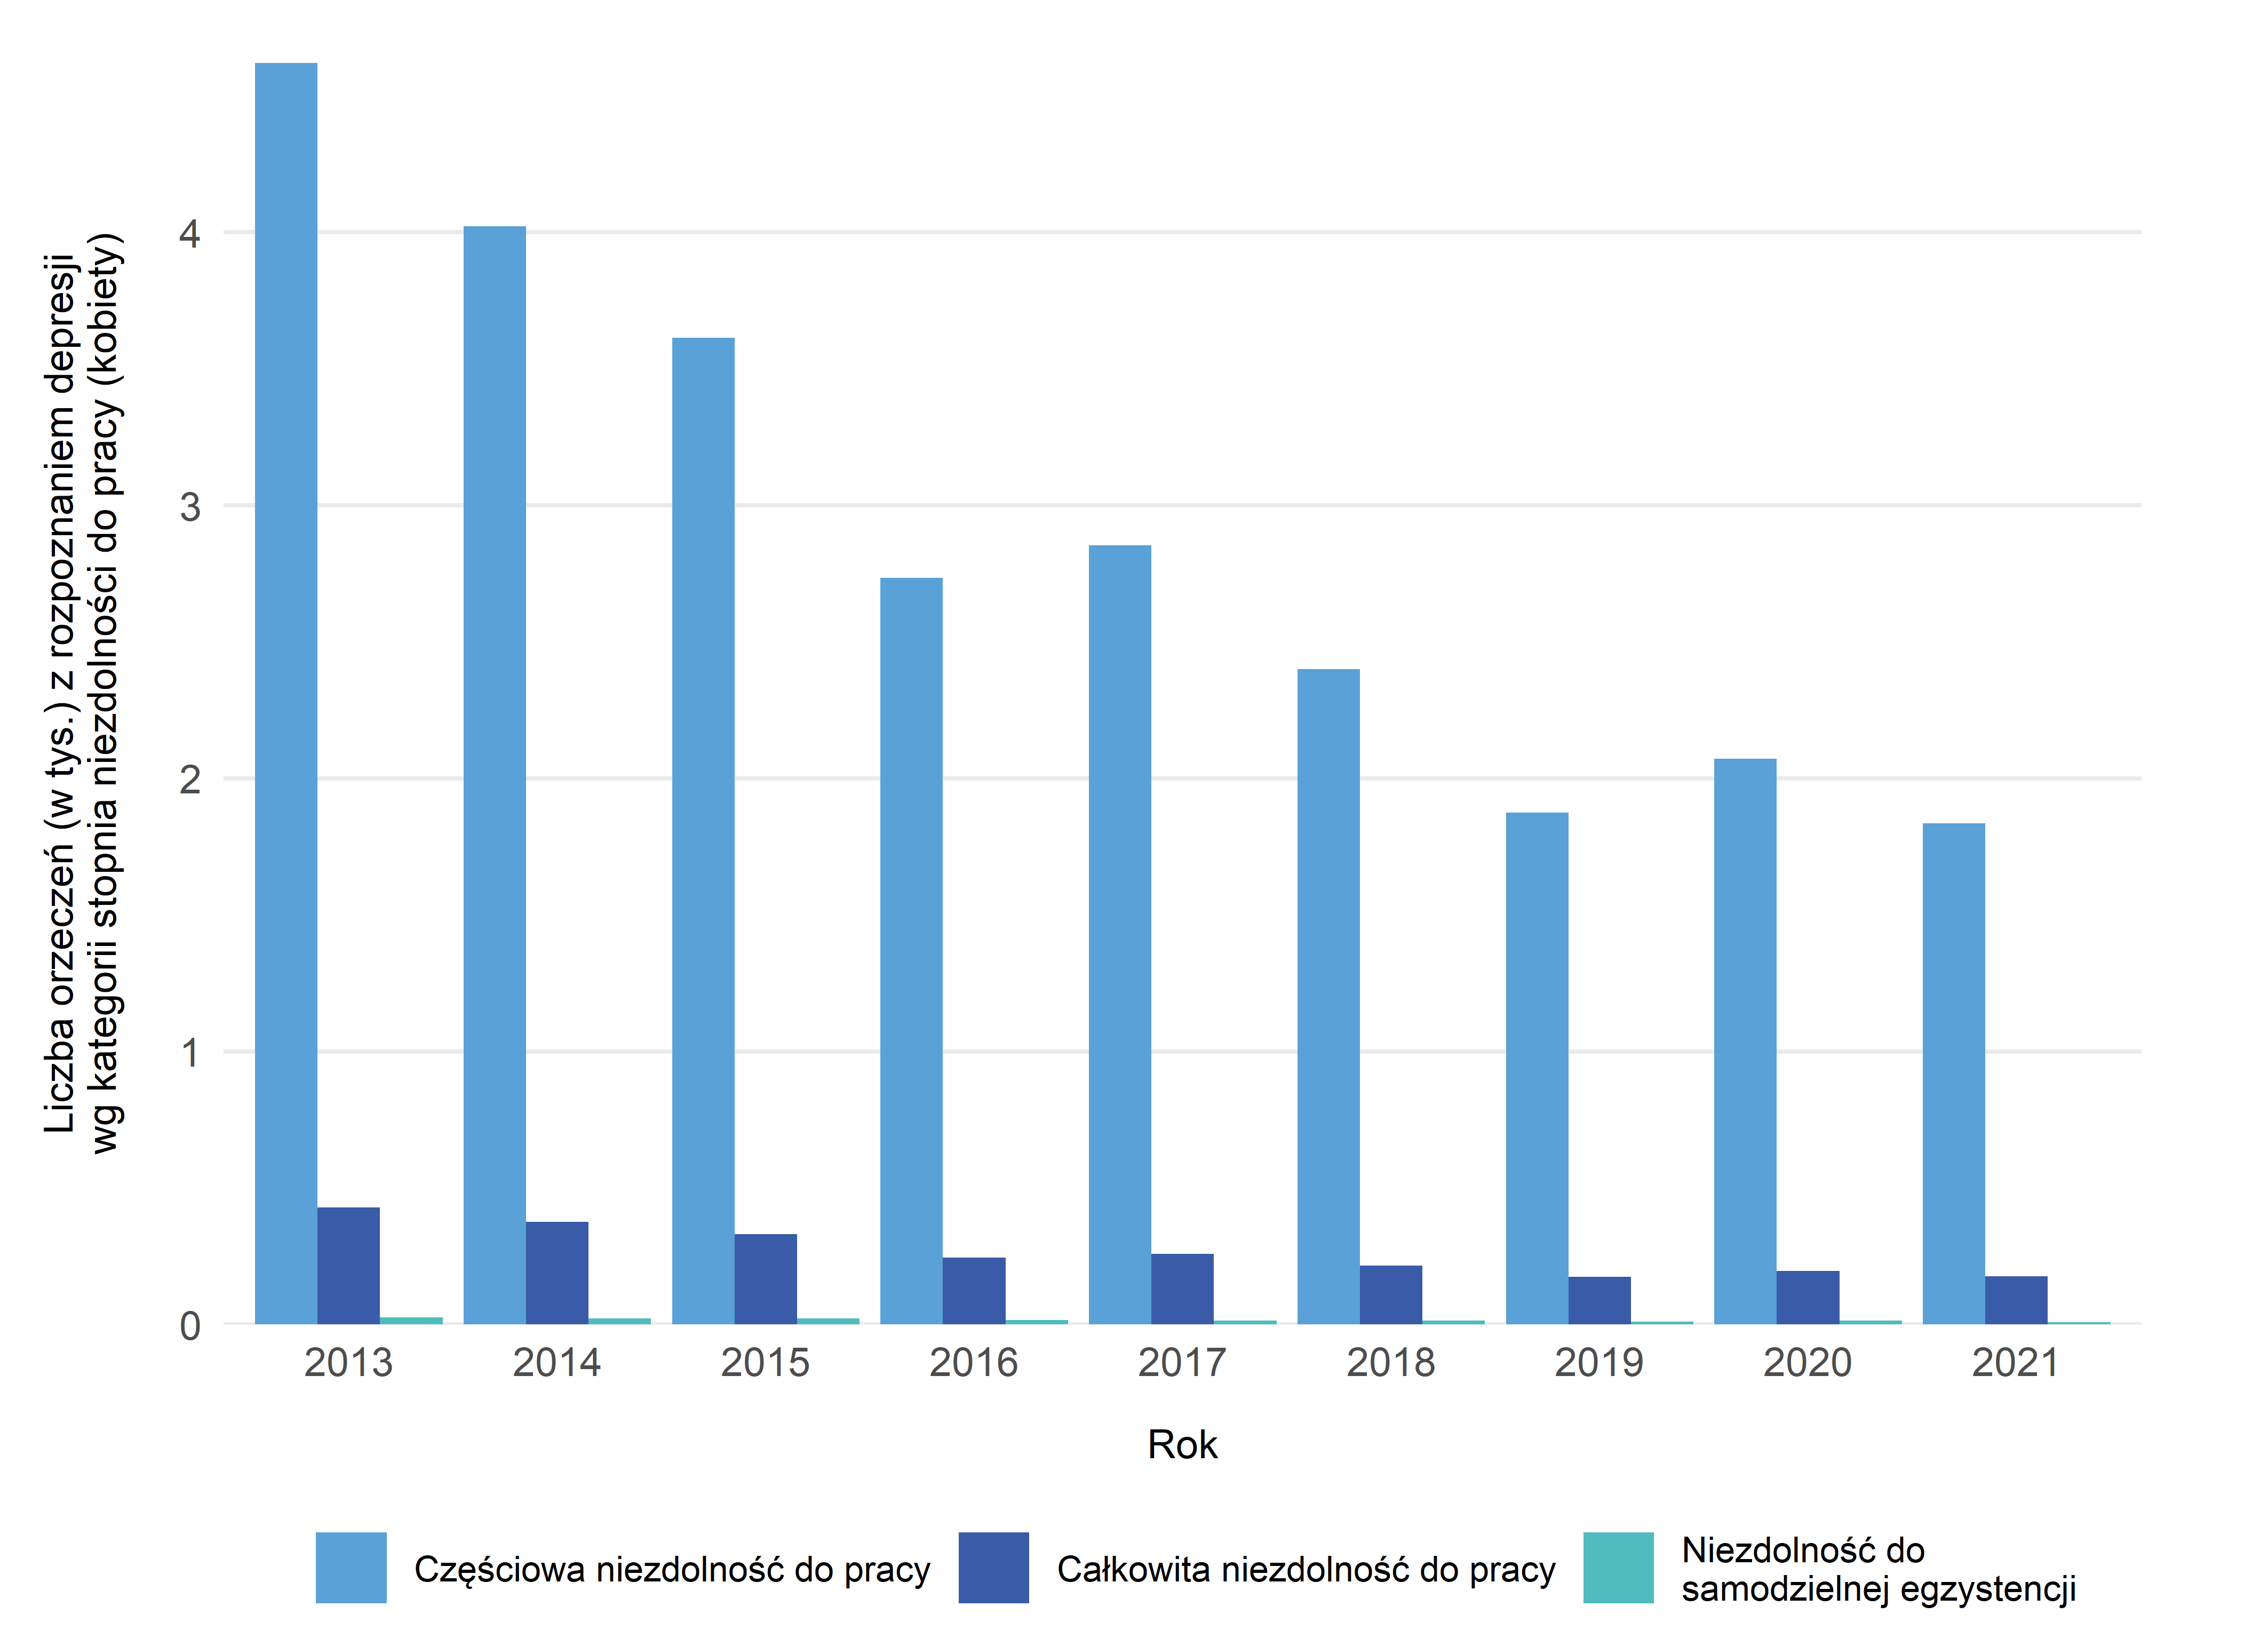 Liczba orzeczeń (w tys.) z rozpoznaniem depresji
wg kategorii stopnia niezdolności do pracy (kobiety)
4
3
2
1
0
2013 2014 2015 2016 2017 2018 2019 2020 2021
Rok
Częściowa niezdolność do pracy
Całkowita niezdolność do pracy
Niezdolność do
samodzielnej egzystencji